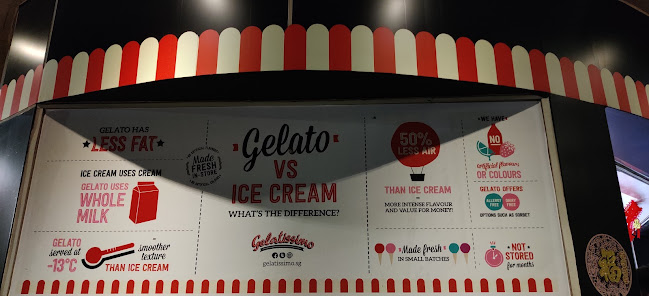 GELATO HAS
LESS FAT
ICE CREAM USES CREAM
GELATO USES
WHOLE
MILK
GELATO
served at
-13°C
smoother
texture
THAN ICE CREAM
Made
FRESH
IN-STORE
Gelato
VS
ICE CREAM
WHAT'S THE DIFFERENCE?
Gelatissimo
gelatissimo.sg
50%
LESS AIR
THAN ICE CREAM
MORE INTENSE FLAVOUR
AND VALUE FOR MONEY!
Made fresh
IN SMALL BATCHES
WE HAVE
NO
artificial flavours
OR COLOURS
GELATO OFFERS
FREE
FREE
OPTIONS SUCH AS SORBET
NOT
STORED
for months